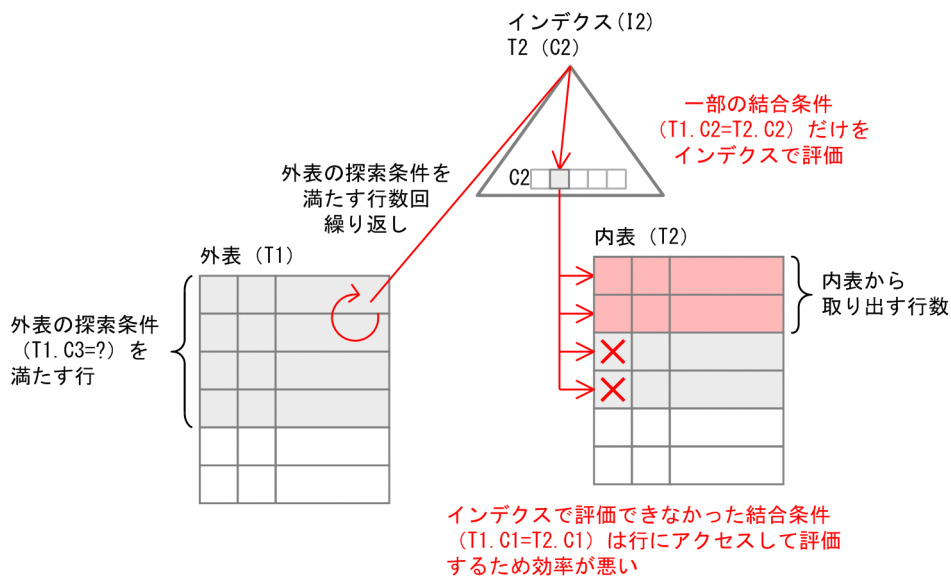 インデクス(I2)
T2（C2）
一部の結合条件
（T1.C2=T2.C2）だけを
インデクスで評価
外表の探索条件を
満たす行数回
繰り返し
C2
外表（T1）
内表（T2）
内表から
取り出す行数
外表の探索条件
（T1.C3=?）を
満たす行
インデクスで評価できなかった結合条件
（T1.C1=T2.C1）は行にアクセスして評価
するため効率が悪い